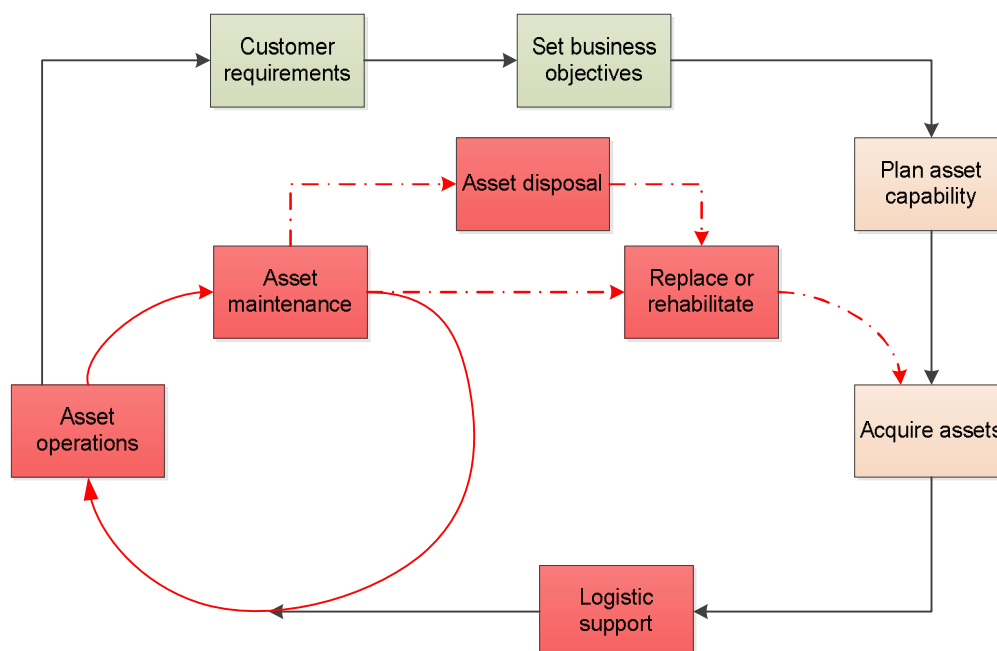 Customer
requirements
Set business
objectives
Asset disposal
Plan asset
capability
Asset
maintenance
Replace or
rehabilitate
Asset
operations
Acquire assets
Logistic
support